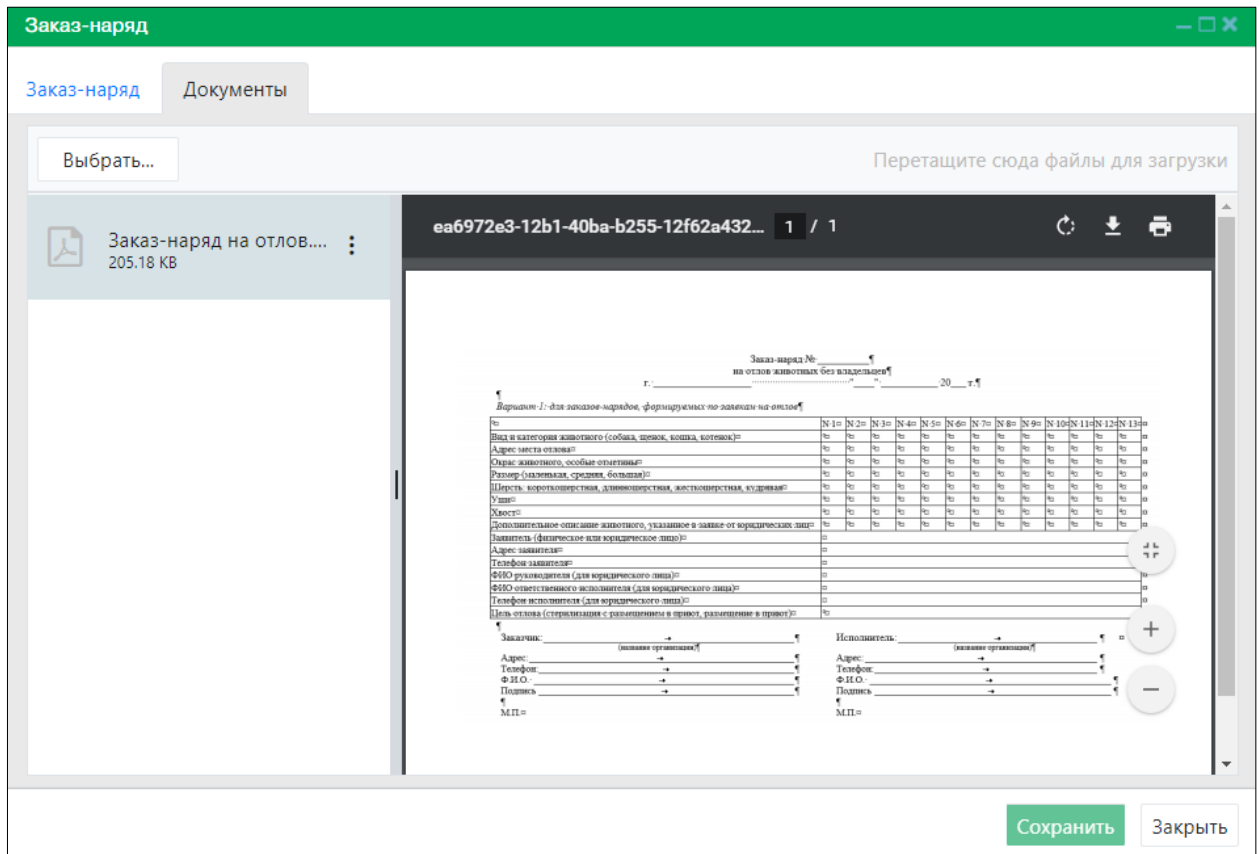 Заказ-наряд
Заказ-наряд Документы
Выбрать... Перетащите сюда файлы для загрузки
Заказ-наряд на отлов....
205.18 KB
ea6972e3-12b1-40ba-b255-12f62a432... 1 / 1
Заказ-наряд № ___________¶
на отлов животных без владельцев¶
г. _________________ "____" ___________ 20___ г.¶
¶
Вариант 1: для заказов-нарядов, формируемых по заявкам на отлов¶
N 1 N 2 N 3 N 4 N 5 N 6 N 7 N 8 N 9 N 10 N 11 N 12 N 13
Вид и категория животного (собака, щенок, кошка, котенок)
Адрес места отлова
Окрас животного, особые отметины
Размер (маленькая, средняя, большая)
Шерсть: короткошерстная, длинношерстная, жесткошерстная, кудрявая
Уши
Хвост
Дополнительное описание животного, указанное в заявке от юридических лиц
Заявитель (физическое или юридическое лицо)
Адрес заявителя
Телефон заявителя
ФИО руководителя (для юридического лица)
ФИО ответственного исполнителя (для юридического лица)
Телефон исполнителя (для юридического лица)
Цель отлова (стерилизация с размещением в приют, размещение в приют)
¶
Заказчик: ¶ Исполнитель: ¶
(название организации)¶ (название организации)¶
Адрес: ¶ Адрес: ¶
Телефон: ¶ Телефон: ¶
Ф.И.О. ¶ Ф.И.О. ¶
Подпись ¶ Подпись ¶
¶ ¶
М.П. М.П.
Сохранить Закрыть